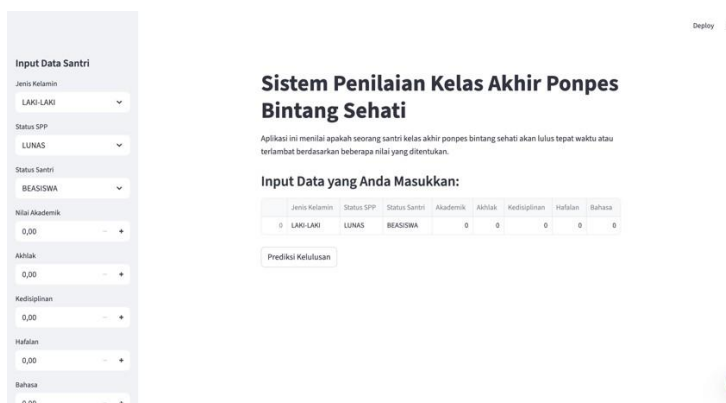 Deploy
Input Data Santri
Jenis Kelamin
LAKI-LAKI
Status SPP
LUNAS
Status Santri
BEASISWA
Nilai Akademik
0,00 - +
Akhlak
0,00 - +
Kedisiplinan
0,00 - +
Hafalan
0,00 - +
Bahasa
0,00 - +
Sistem Penilaian Kelas Akhir Ponpes
Bintang Sehati
Aplikasi ini menilai apakah seorang santri kelas akhir ponpes bintang sehati akan lulus tepat waktu atau
terlambat berdasarkan beberapa nilai yang ditentukan.
Input Data yang Anda Masukkan:
Jenis Kelamin Status SPP Status Santri Akademik Akhlak Kedisiplinan Hafalan Bahasa
0 LAKI-LAKI LUNAS BEASISWA 0 0 0 0 0
Prediksi Kelulusan